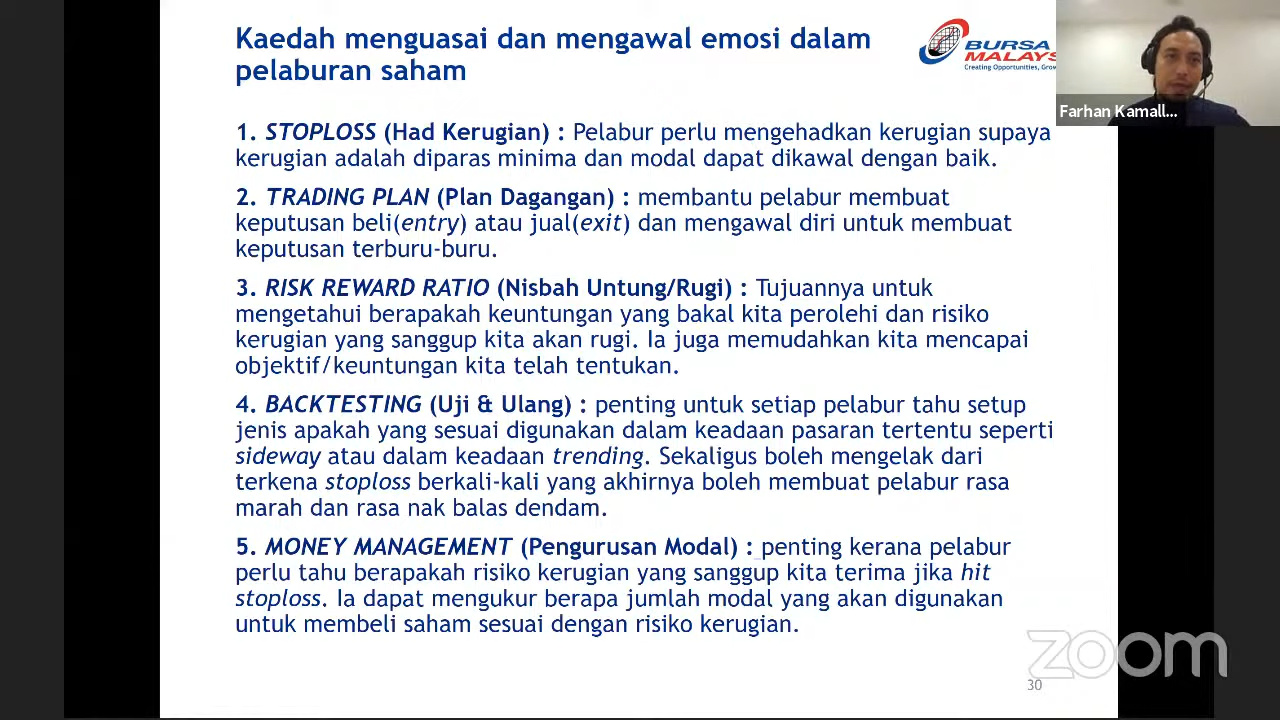 Kaedah menguasai dan mengawal emosi dalam
pelaburan saham
BURSA
MALAYS
Creating Opportunities, Grow
Farhan Kamall...
1. STOPLOSS (Had Kerugian) : Pelabur perlu mengehadkan kerugian supaya
kerugian adalah diparas minima dan modal dapat dikawal dengan baik.
2. TRADING PLAN (Plan Dagangan) : membantu pelabur membuat
keputusan beli(entry) atau jual(exit) dan mengawal diri untuk membuat
keputusan terburu-buru.
3. RISK REWARD RATIO (Nisbah Untung/Rugi) : Tujuannya untuk
mengetahui berapakah keuntungan yang bakal kita perolehi dan risiko
kerugian yang sanggup kita akan rugi. Ia juga memudahkan kita mencapai
objektif/keuntungan kita telah tentukan.
4. BACKTESTING (Uji & Ulang) : penting untuk setiap pelabur tahu setup
jenis apakah yang sesuai digunakan dalam keadaan pasaran tertentu seperti
sideway atau dalam keadaan trending. Sekaligus boleh mengelak dari
terkena stoploss berkali-kali yang akhirnya boleh membuat pelabur rasa
marah dan rasa nak balas dendam.
5. MONEY MANAGEMENT (Pengurusan Modal) : penting kerana pelabur
perlu tahu berapakah risiko kerugian yang sanggup kita terima jika hit
stoploss. Ia dapat mengukur berapa jumlah modal yang akan digunakan
untuk membeli saham sesuai dengan risiko kerugian.
zoom
30